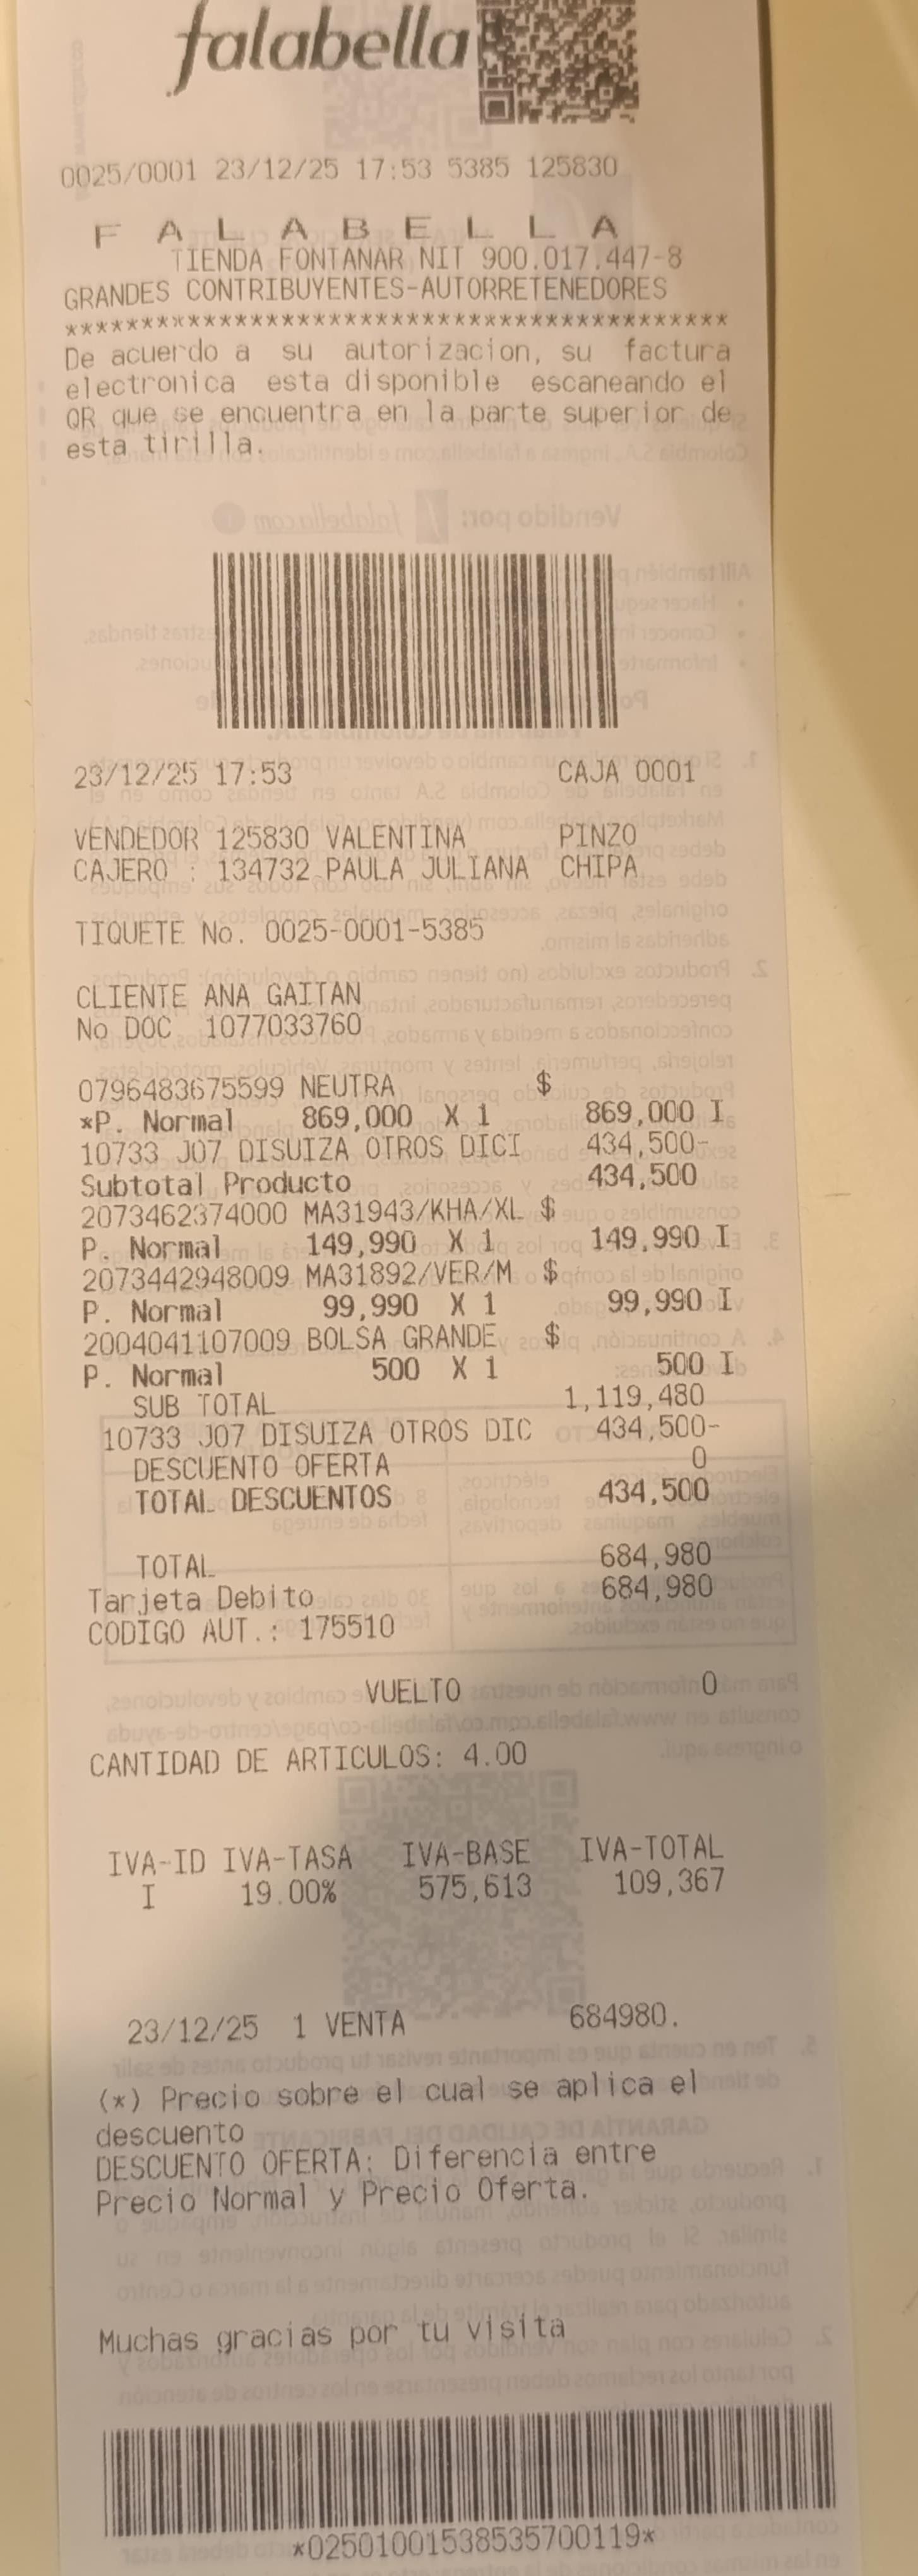 falabella
0025/0001 23/12/25 17:53 5385 125830
F A L A B E L L A
TIENDA FONTANAR NIT 900.017.447-8
GRANDES CONTRIBUYENTES-AUTORRETENEDORES
******************************************
De acuerdo a su autorizacion, su factura
electronica esta disponible escaneando el
QR que se encuentra en la parte superior de
esta tirilla.
23/12/25 17:53 CAJA 0001
VENDEDOR 125830 VALENTINA PINZO
CAJERO : 134732 PAULA JULIANA CHIPA
TIQUETE No. 0025-0001-5385
CLIENTE ANA GAITAN
No DOC 1077033760
0796483675599 NEUTRA $
*P. Normal 869,000 X 1 869,000 I
10733 J07 DISUIZA OTROS DICI 434,500-
Subtotal Producto 434,500
2073462374000 MA31943/KHA/XL $
P. Normal 149,990 X 1 149,990 I
2073442948009 MA31892/VER/M $
P. Normal 99,990 X 1 99,990 I
2004041107009 BOLSA GRANDE $
P. Normal 500 X 1 500 I
SUB TOTAL 1,119,480
10733 J07 DISUIZA OTROS DIC 434,500-
DESCUENTO OFERTA 0
TOTAL DESCUENTOS 434,500
TOTAL 684,980
Tarjeta Debito 684,980
CODIGO AUT.: 175510
VUELTO 0
CANTIDAD DE ARTICULOS: 4.00
IVA-ID IVA-TASA IVA-BASE IVA-TOTAL
I 19.00% 575,613 109,367
23/12/25 1 VENTA 684980.
(*) Precio sobre el cual se aplica el
descuento
DESCUENTO OFERTA: Diferencia entre
Precio Normal y Precio Oferta.
Muchas gracias por tu visita
*02501001538535700119*